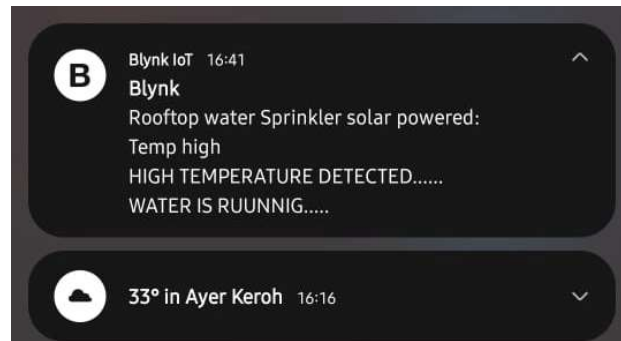 B
Blynk IoT 16:41
Blynk
Rooftop water Sprinkler solar powered:
Temp high
HIGH TEMPERATURE DETECTED......
WATER IS RUUNNIG.....
33° in Ayer Keroh 16:16